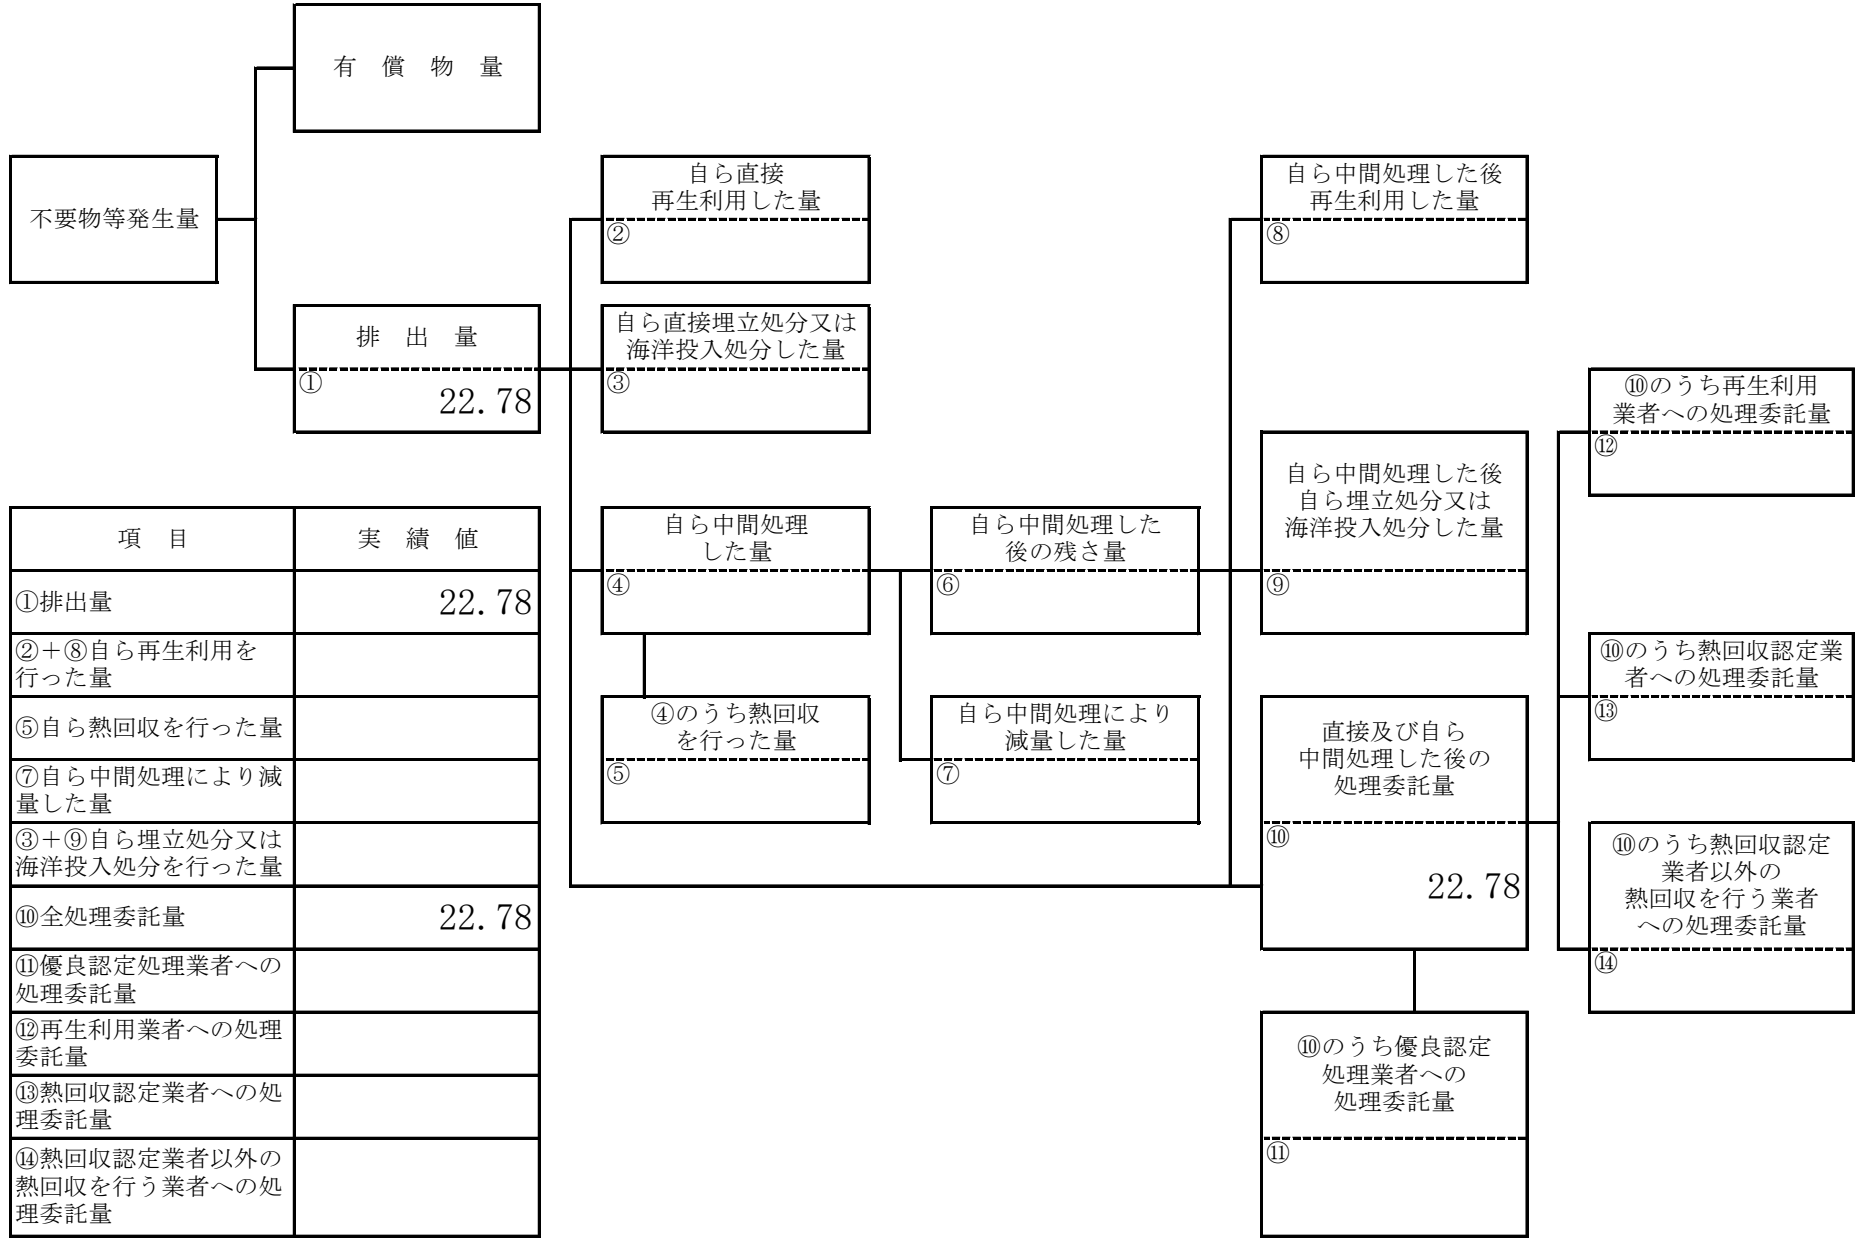 有 償 物 量
不要物等発生量
排 出 量
①
22.78
自ら直接
再生利用した量
②
自ら直接埋立処分又は
海洋投入処分した量
③
自ら中間処理
した量
④
④のうち熱回収
を行った量
⑤
自ら中間処理した
後の残さ量
⑥
自ら中間処理により
減量した量
⑦
自ら中間処理した後
再生利用した量
⑧
自ら中間処理した後
自ら埋立処分又は
海洋投入処分した量
⑨
直接及び自ら
中間処理した後の
処理委託量
⑩
22.78
⑩のうち優良認定
処理業者への
処理委託量
⑪
⑩のうち再生利用
業者への処理委託量
⑫
⑩のうち熱回収認定業
者への処理委託量
⑬
⑩のうち熱回収認定
業者以外の
熱回収を行う業者
への処理委託量
⑭
項 目 実 績 値
①排出量 22.78
②＋⑧自ら再生利用を
行った量
⑤自ら熱回収を行った量
⑦自ら中間処理により減
量した量
③＋⑨自ら埋立処分又は
海洋投入処分を行った量
⑩全処理委託量 22.78
⑪優良認定処理業者への
処理委託量
⑫再生利用業者への処理
委託量
⑬熱回収認定業者への処
理委託量
⑭熱回収認定業者以外の
熱回収を行う業者への処
理委託量